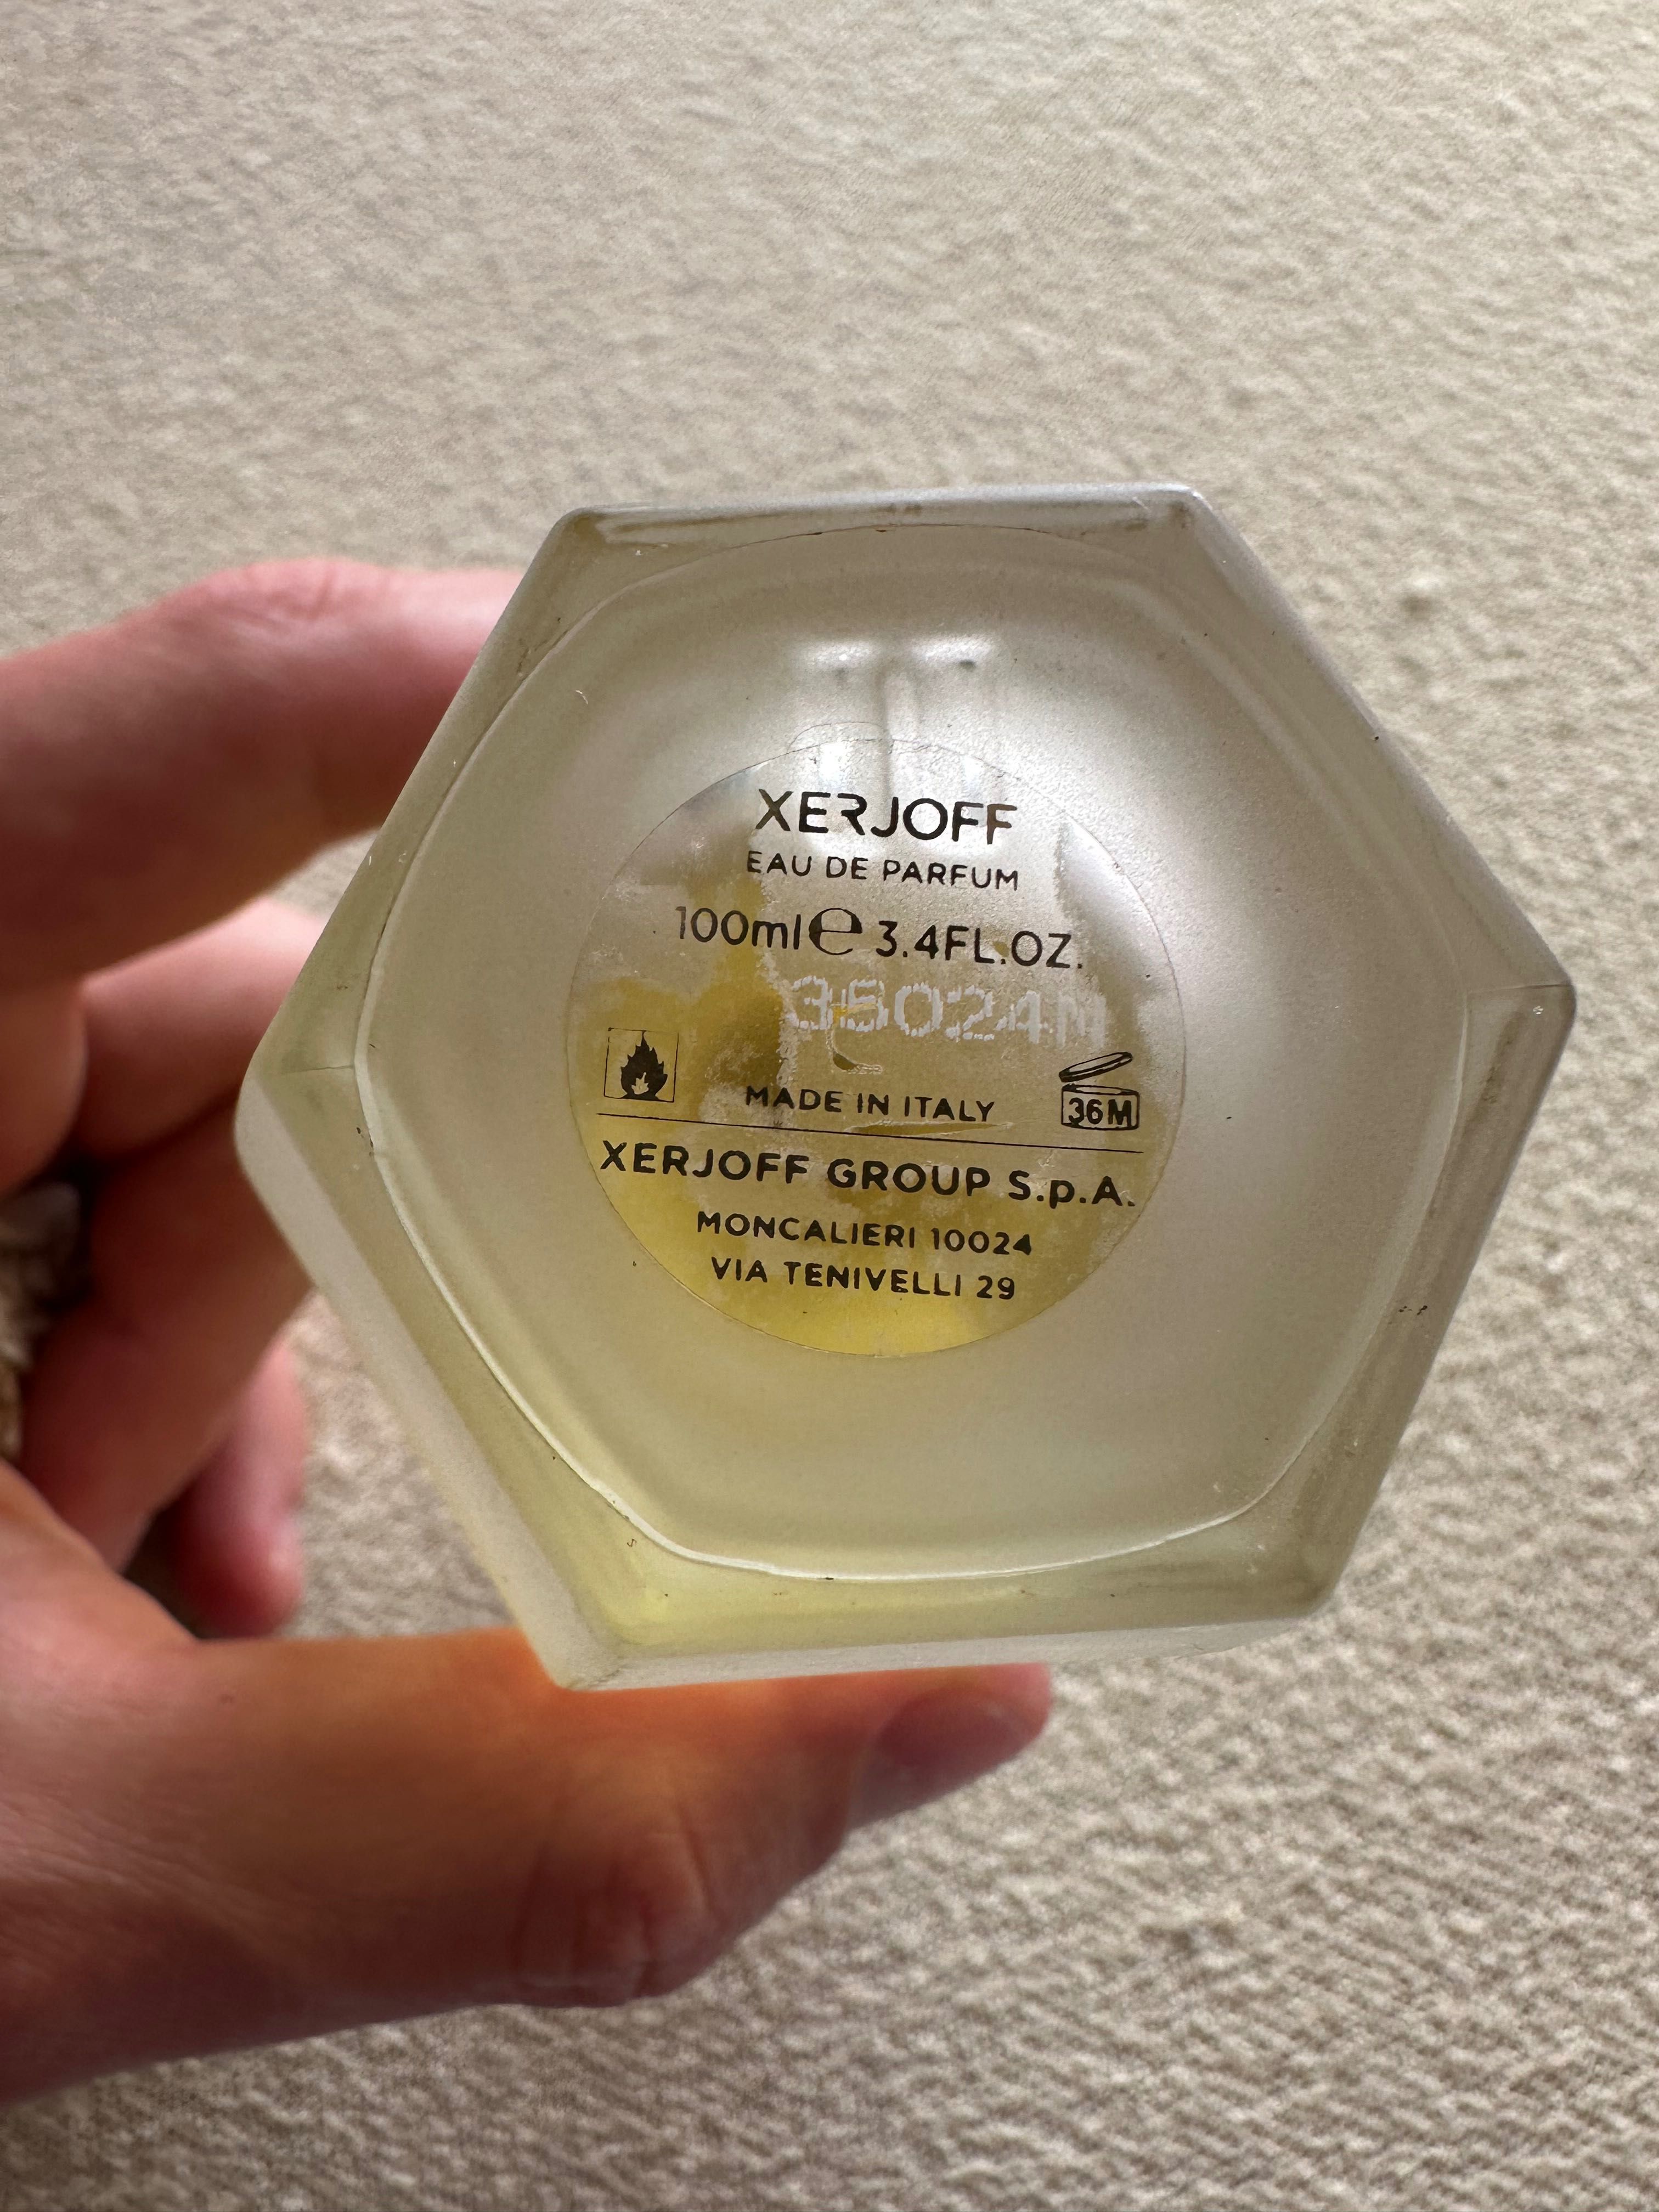 XERJOFF
EAU DE PARFUM
100ml ℮ 3.4FL.OZ.
35024M
MADE IN ITALY
36M
XERJOFF GROUP S.p.A.
MONCALIERI 10024
VIA TENIVELLI 29